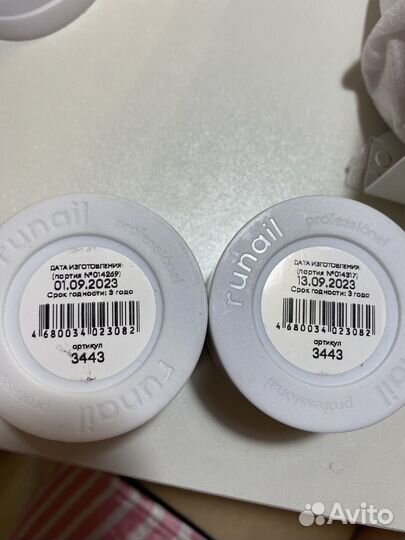 runail
professional
ДАТА ИЗГОТОВЛЕНИЯ:
(партия №014269)
01.09.2023
Срок годности: 3 года
4 680034 023082
артикул
3443
runail
professional
runail
professional
ДАТА ИЗГОТОВЛЕНИЯ:
(партия №014317)
13.09.2023
Срок годности: 3 года
4 680034 023082
артикул
3443
professional
Avito